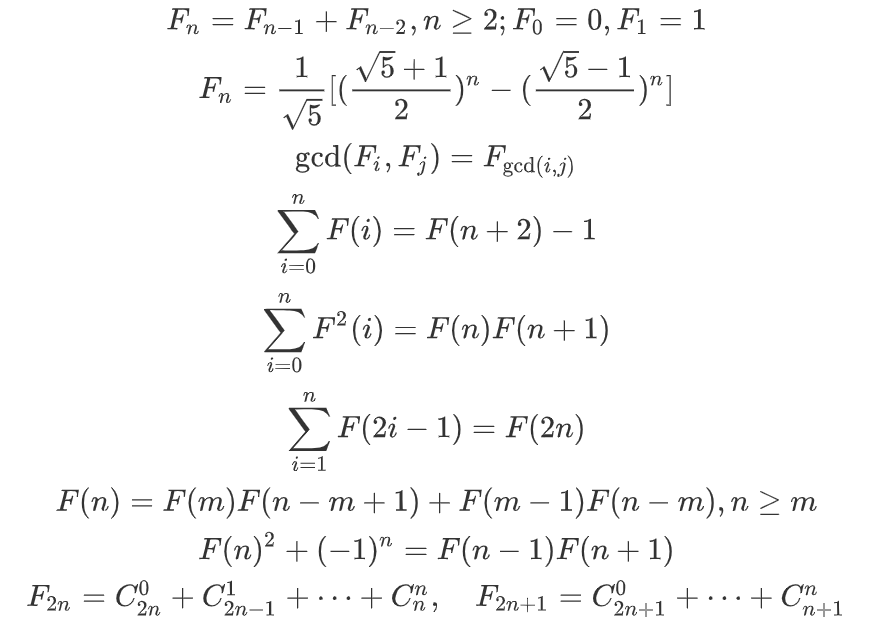 F_n = F_{n-1} + F_{n-2}, n ≥ 2; F_0 = 0, F_1 = 1
F_n = \frac{1}{\sqrt{5}}[(\frac{\sqrt{5}+1}{2})^n - (\frac{\sqrt{5}-1}{2})^n]
gcd(F_i, F_j) = F_{gcd(i,j)}
\sum_{i=0}^{n} F(i) = F(n + 2) - 1
\sum_{i=0}^{n} F^2(i) = F(n)F(n + 1)
\sum_{i=1}^{n} F(2i - 1) = F(2n)
F(n) = F(m)F(n - m + 1) + F(m - 1)F(n - m), n ≥ m
F(n)^2 + (-1)^n = F(n - 1)F(n + 1)
F_{2n} = C_{2n}^0 + C_{2n-1}^1 + ⋯ + C_n^n, F_{2n+1} = C_{2n+1}^0 + ⋯ + C_{n+1}^n